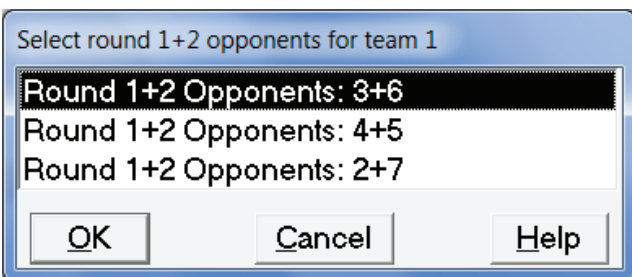 Select round 1+2 opponents for team 1
Round 1+2 Opponents: 3+6
Round 1+2 Opponents: 4+5
Round 1+2 Opponents: 2+7
OK Cancel Help